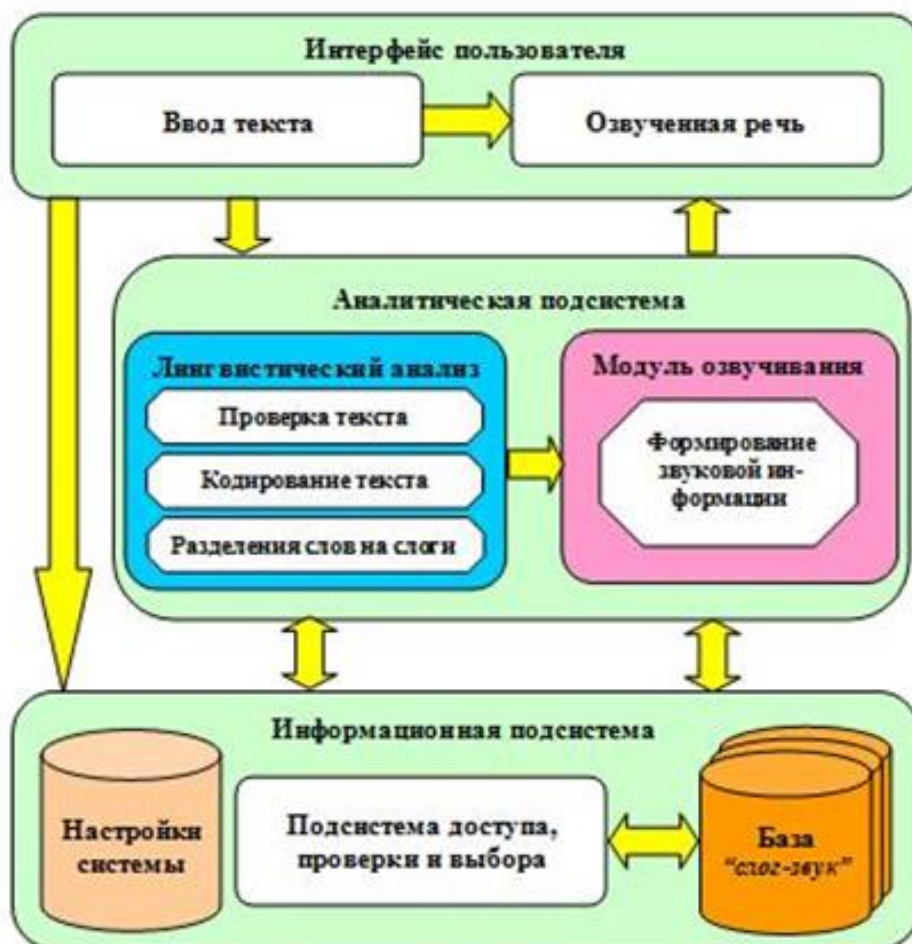 Интерфейс пользователя
Ввод текста
Озвученная речь
Аналитическая подсистема
Лингвистический анализ
Проверка текста
Кодирование текста
Разделения слов на слоги
Модуль озвучивания
Формирование
звуковой ин-
формации
Информационная подсистема
Настройки
системы
Подсистема доступа,
проверки и выбора
База
"слог-звук"